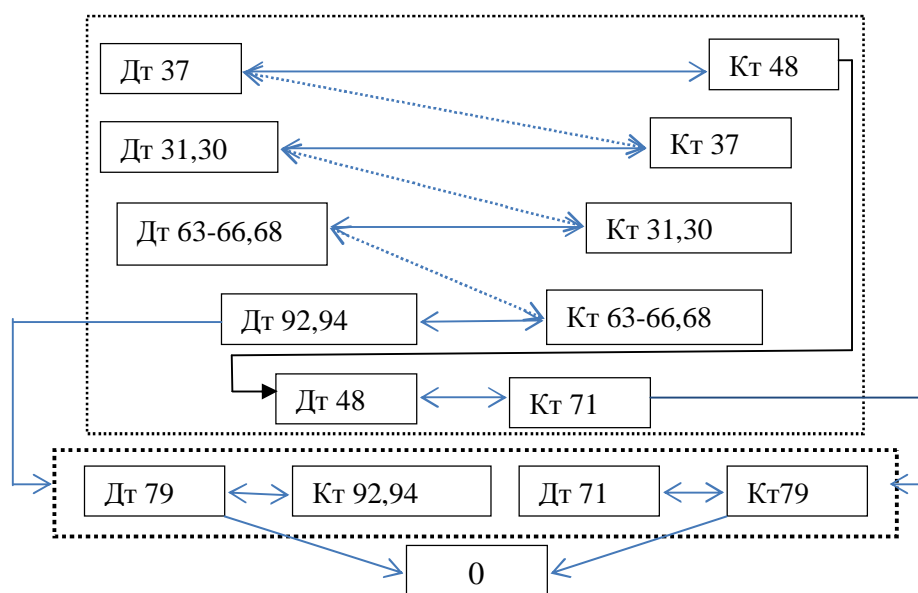 Дт 37 Кт 48
Дт 31,30 Кт 37
Дт 63-66,68 Кт 31,30
Дт 92,94 Кт 63-66,68
Дт 48 Кт 71
Дт 79 Кт 92,94 Дт 71 Кт79
0